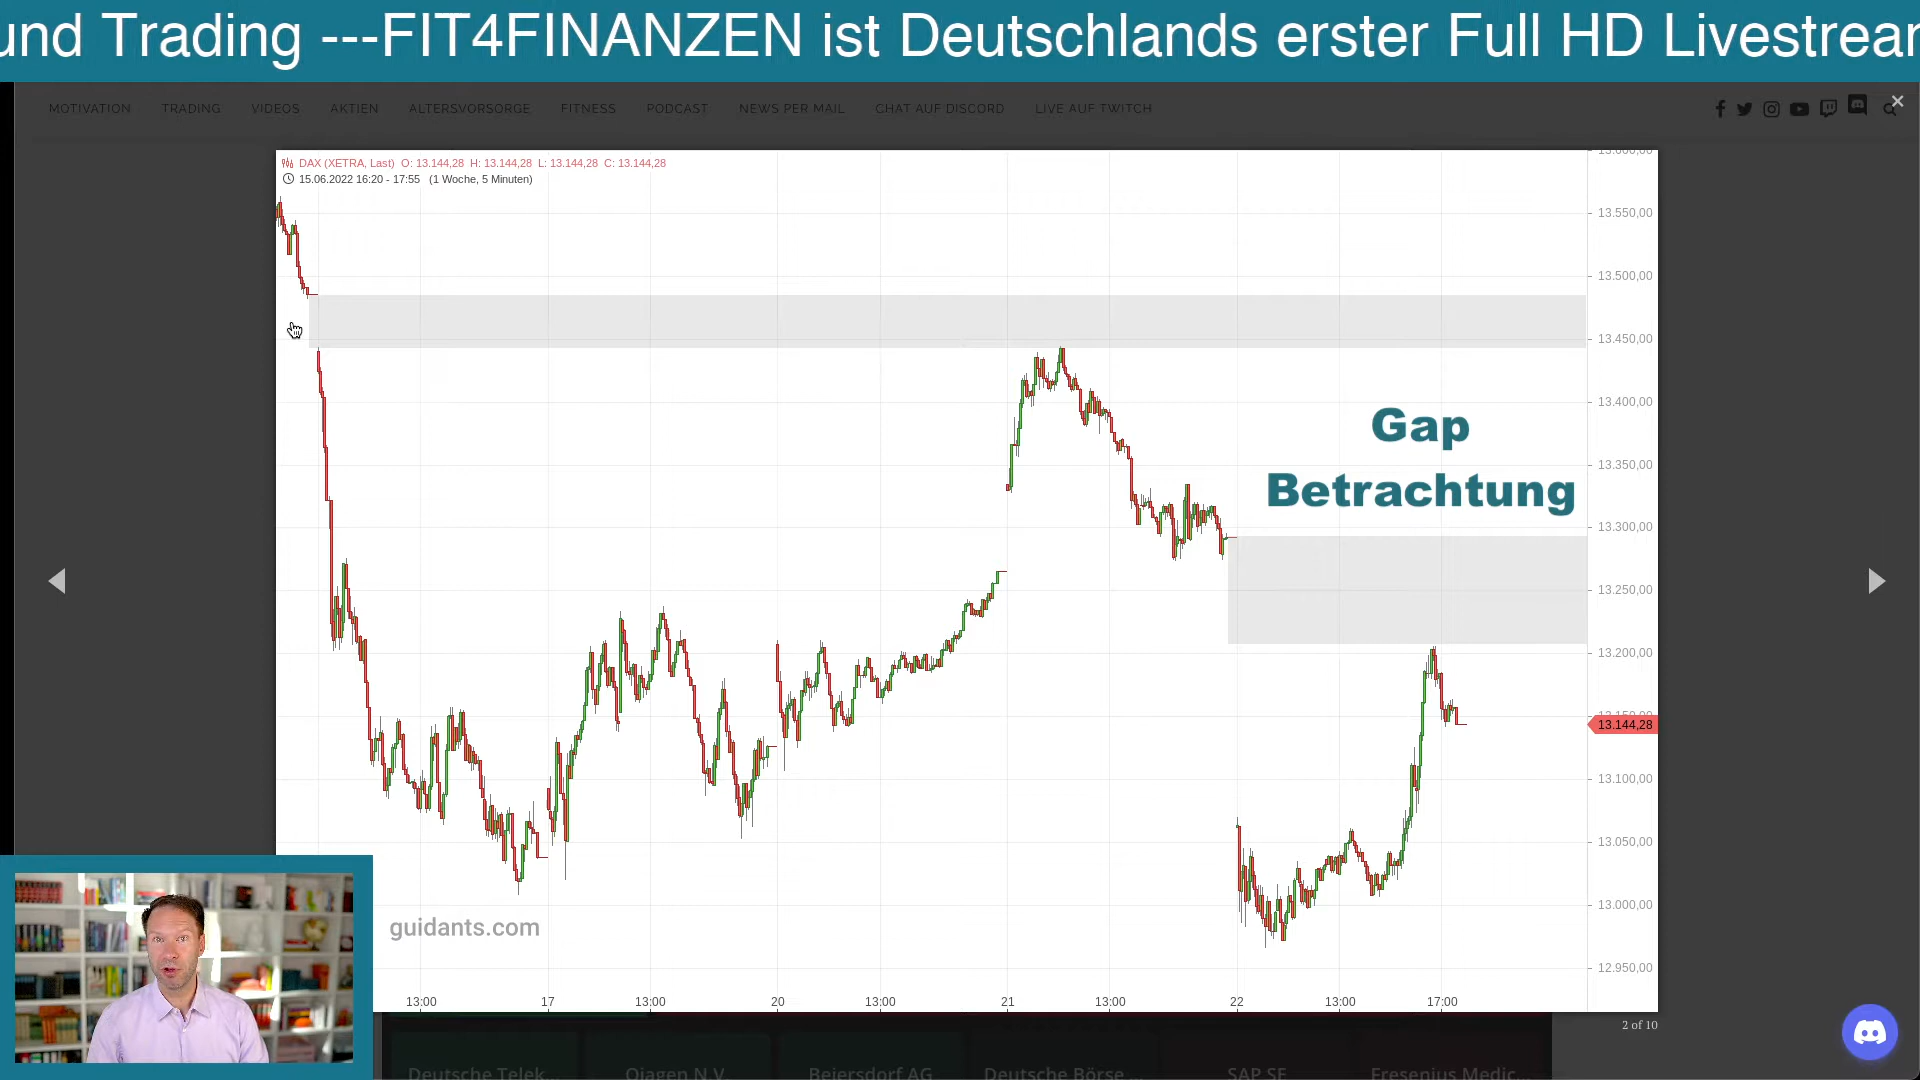 und Trading ---FIT4FINANZEN ist Deutschlands erster Full HD Livestrear
MOTIVATION TRADING VIDEOS AKTIEN ALTERSVORSORGE FITNESS PODCAST NEWS PER MAIL CHAT AUF DISCORD LIVE AUF TWITCH
DAX (XETRA, Last) O: 13.144,28 H: 13.144,28 L: 13.144,28 C: 13.144,28
15.06.2022 16:20 - 17:55 (1 Woche, 5 Minuten)
13.600,00
13.550,00
13.500,00
13.450,00
13.400,00
13.350,00
13.300,00
13.250,00
13.200,00
13.150,00
13.144,28
13.100,00
13.050,00
13.000,00
12.950,00
Gap
Betrachtung
guidants.com
13:00 17 13:00 20 13:00 21 13:00 22 13:00 17:00
2 of 10
Deutsche Telek... Qiagen N.V. Beiersdorf AG Deutsche Börse ... SAP SE Fresenius Medic...